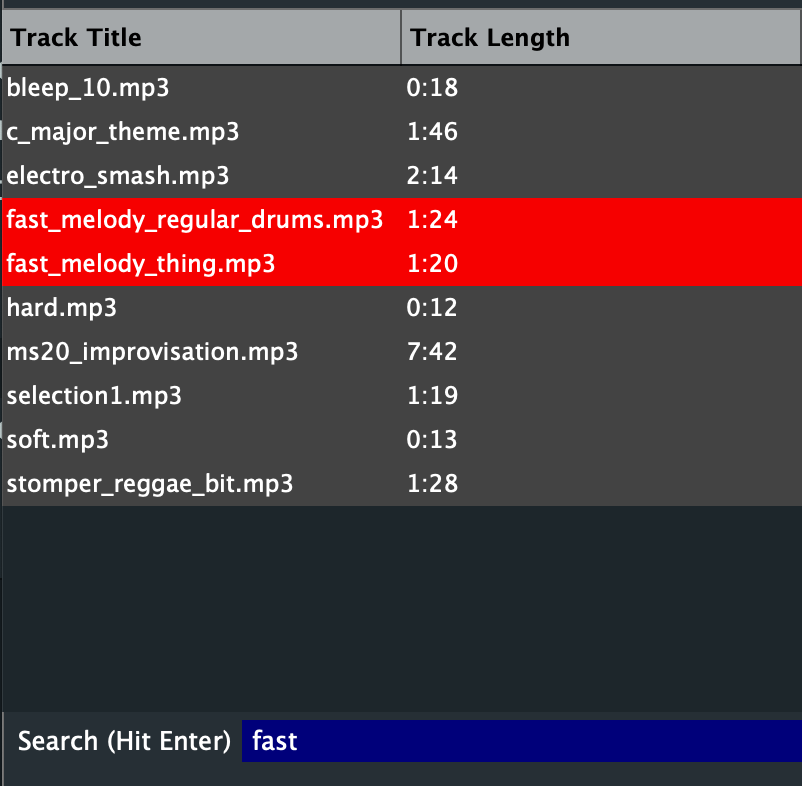 Track Title Track Length
bleep_10.mp3 0:18
c_major_theme.mp3 1:46
electro_smash.mp3 2:14
fast_melody_regular_drums.mp3 1:24
fast_melody_thing.mp3 1:20
hard.mp3 0:12
ms20_improvisation.mp3 7:42
selection1.mp3 1:19
soft.mp3 0:13
stomper_reggae_bit.mp3 1:28
Search (Hit Enter) fast